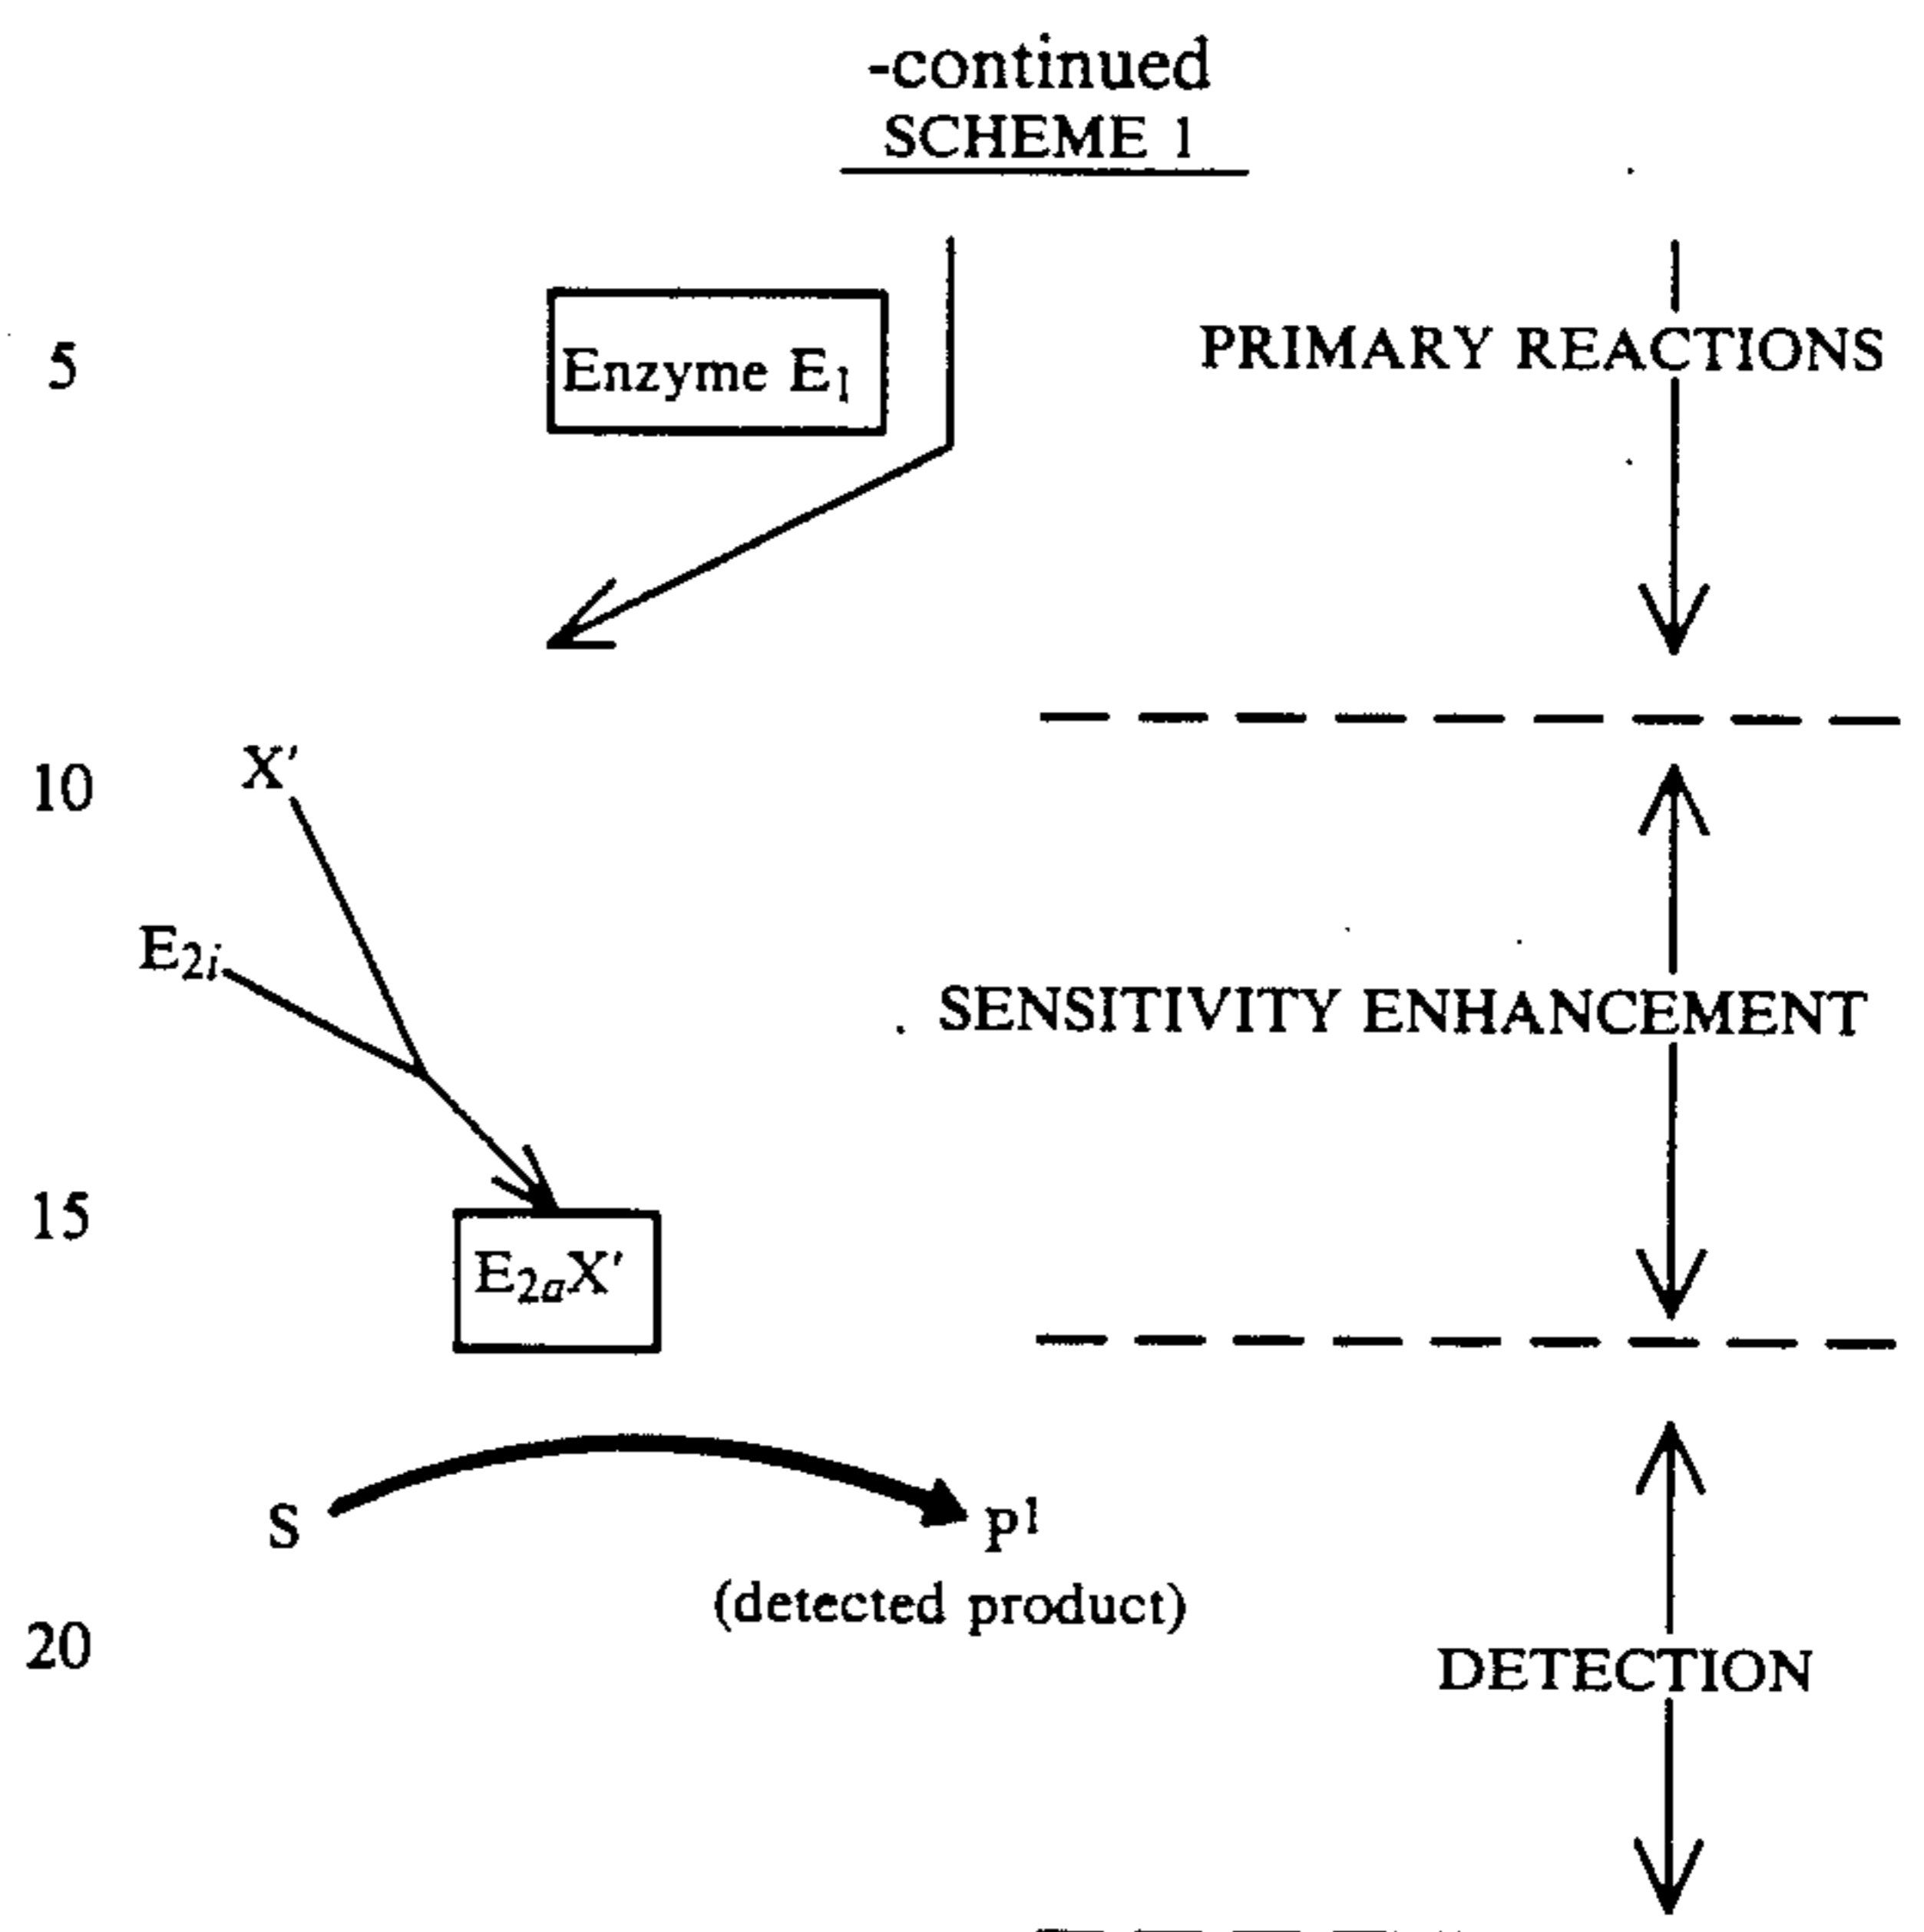 -continued
SCHEME 1
5
Enzyme E₁
PRIMARY REACTIONS
10
X′
E₂ᵢ
SENSITIVITY ENHANCEMENT
15
E₂ₐX′
S
p¹
(detected product)
20
DETECTION